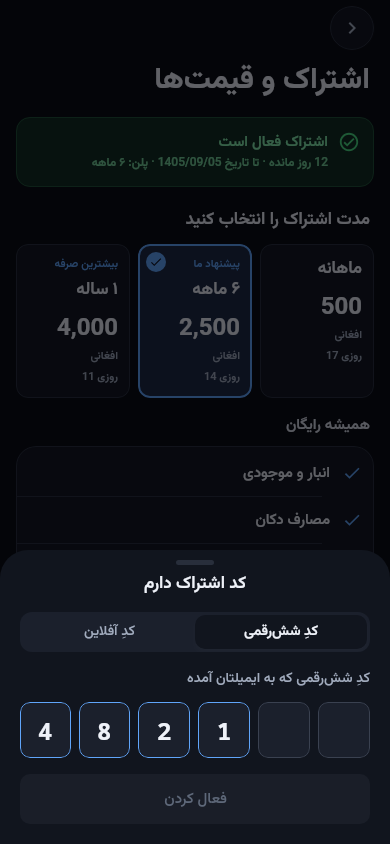 اشتراک و قیمت‌ها
اشتراک فعال است
12 روز مانده · تا تاریخ 1405/09/05 · پلن: ۶ ماهه
مدت اشتراک را انتخاب کنید
ماهانه
500
افغانی
روزی 17
پیشنهاد ما
۶ ماهه
2,500
افغانی
روزی 14
بیشترین صرفه
۱ ساله
4,000
افغانی
روزی 11
همیشه رایگان
انبار و موجودی
مصارف دکان
کد اشتراک دارم
کدِ شش‌رقمی
کدِ آفلاین
کدِ شش‌رقمی که به ایمیلتان آمده
4 8 2 1
فعال کردن